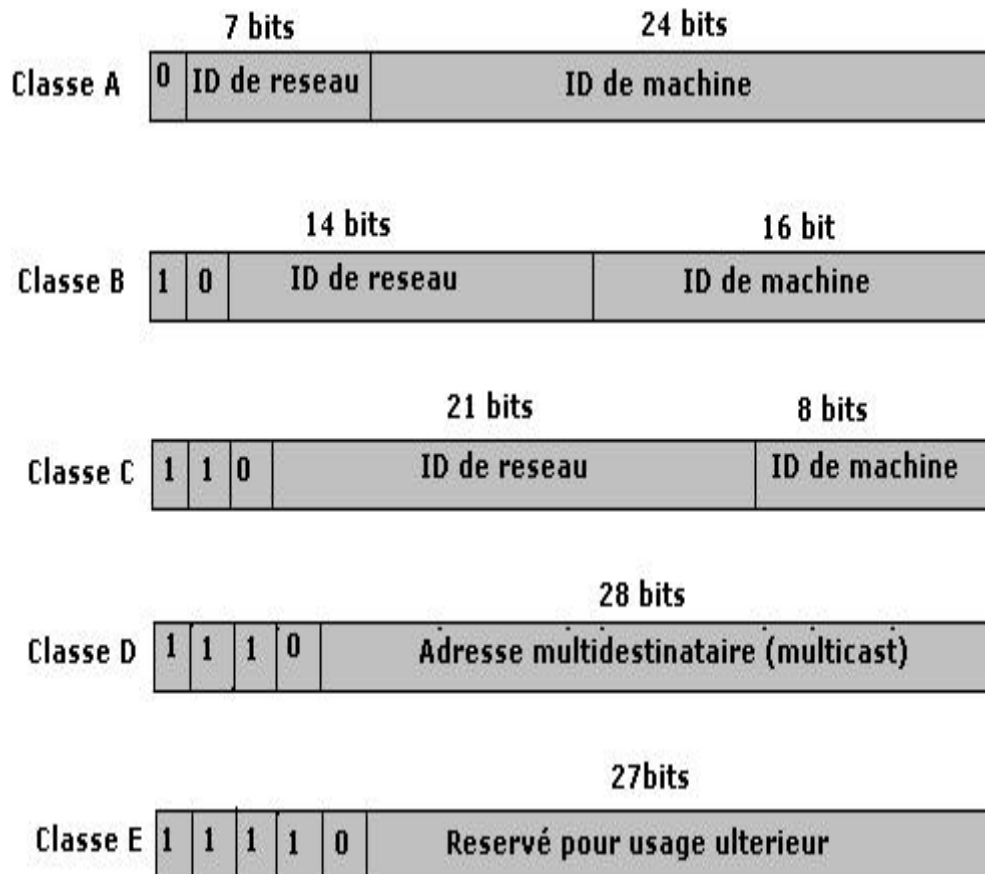 7 bits 24 bits
Classe A 0 ID de reseau ID de machine
14 bits 16 bit
Classe B 1 0 ID de reseau ID de machine
21 bits 8 bits
Classe C 1 1 0 ID de reseau ID de machine
28 bits
Classe D 1 1 1 0 Adresse multidestinataire (multicast)
27bits
Classe E 1 1 1 1 0 Reservé pour usage ulterieur